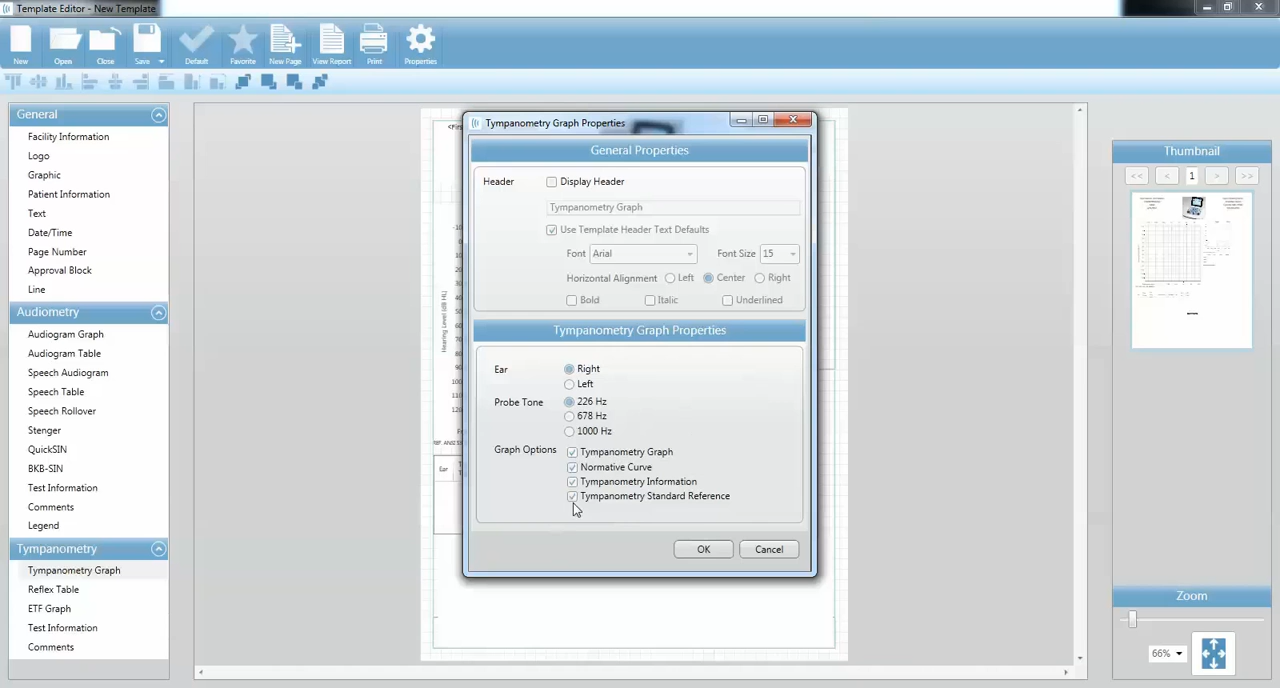 Template Editor - New Template
New
Open
Close
Save
Default
Favorite
New Page
View Report
Print
Properties
General
Facility Information
Logo
Graphic
Patient Information
Text
Date/Time
Page Number
Approval Block
Line
Audiometry
Audiogram Graph
Audiogram Table
Speech Audiogram
Speech Table
Speech Rollover
Stenger
QuickSIN
BKB-SIN
Test Information
Comments
Legend
Tympanometry
Tympanometry Graph
Reflex Table
ETF Graph
Test Information
Comments
Hearing Level (dB HL)
Ear
Tympanometry Graph Properties
General Properties
Header
Display Header
Tympanometry Graph
Use Template Header Text Defaults
Font Arial
Font Size 15
Horizontal Alignment Left Center Right
Bold Italic Underlined
Tympanometry Graph Properties
Ear Right
Left
Probe Tone 226 Hz
678 Hz
1000 Hz
Graph Options Tympanometry Graph
Normative Curve
Tympanometry Information
Tympanometry Standard Reference
OK Cancel
Thumbnail
<< < 1 > >>
Zoom
66%